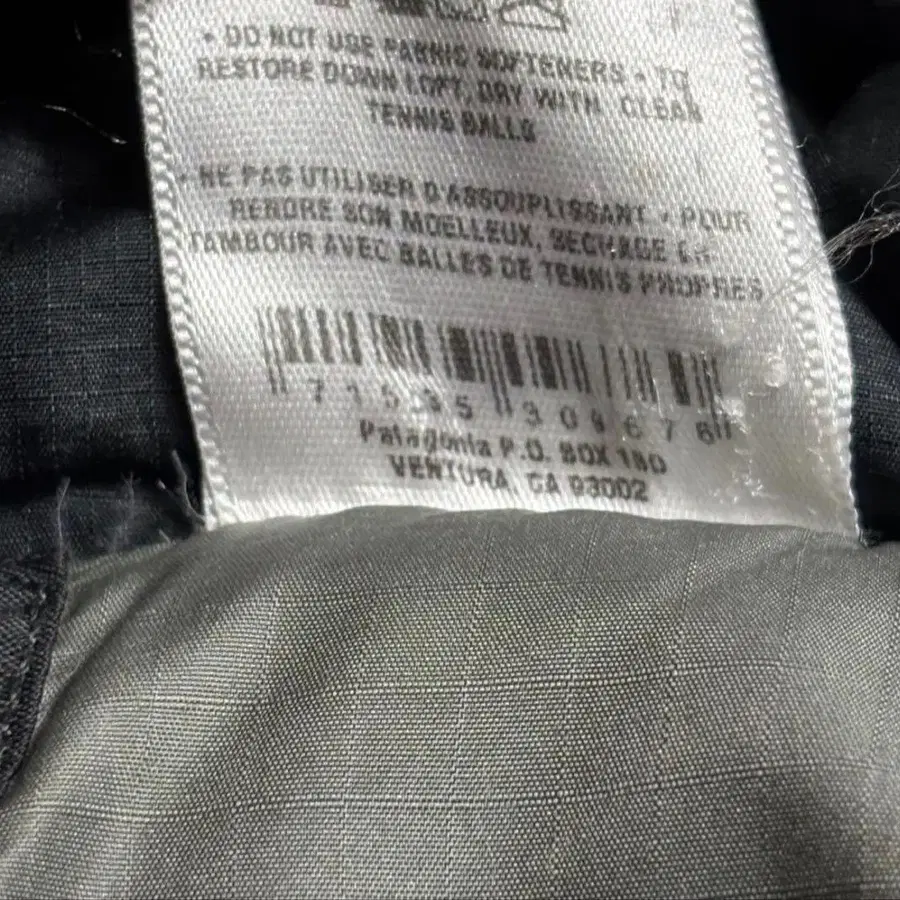 • DO NOT USE FABRIC SOFTENERS • TO
RESTORE DOWN LOFT, DRY WITH CLEAN
TENNIS BALLS
• NE PAS UTILISER D'ASSOUPLISSANT • POUR
RENDRE SON MOELLEUX, SECHAGE EN
TAMBOUR AVEC BALLES DE TENNIS PROPRES
Patagonia P.O. BOX 150
VENTURA, CA 93002